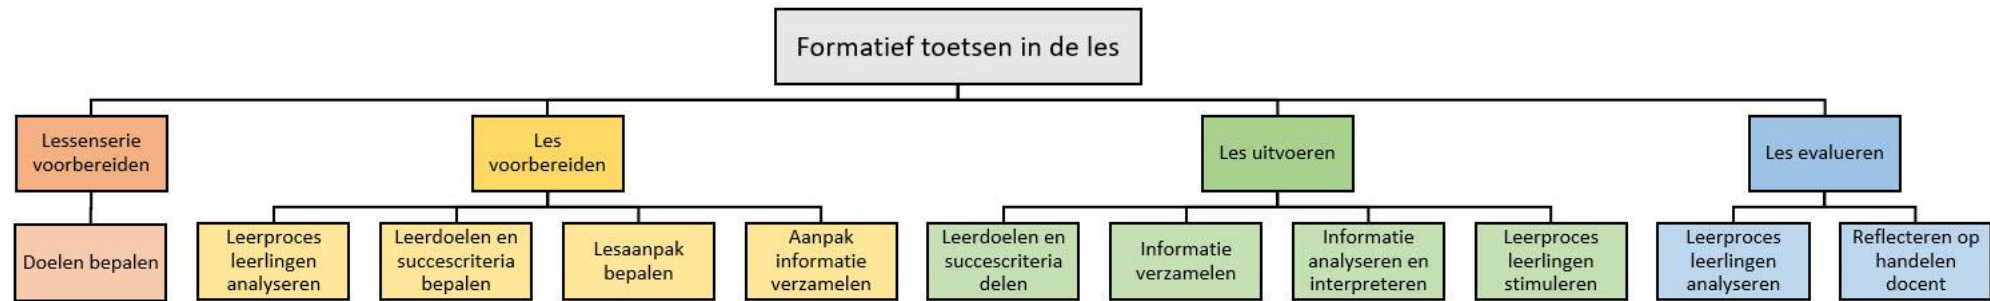 Formatief toetsen in de les
Lessenserie
voorbereiden
Les
voorbereiden
Les uitvoeren
Les evalueren
Doelen bepalen
Leerproces
leerlingen
analyseren
Leerdoelen en
succescriteria
bepalen
Lesaanpak
bepalen
Aanpak
informatie
verzamelen
Leerdoelen en
succescriteria
delen
Informatie
verzamelen
Informatie
analyseren en
interpreteren
Leerproces
leerlingen
stimuleren
Leerproces
leerlingen
analyseren
Reflecteren op
handelen
docent